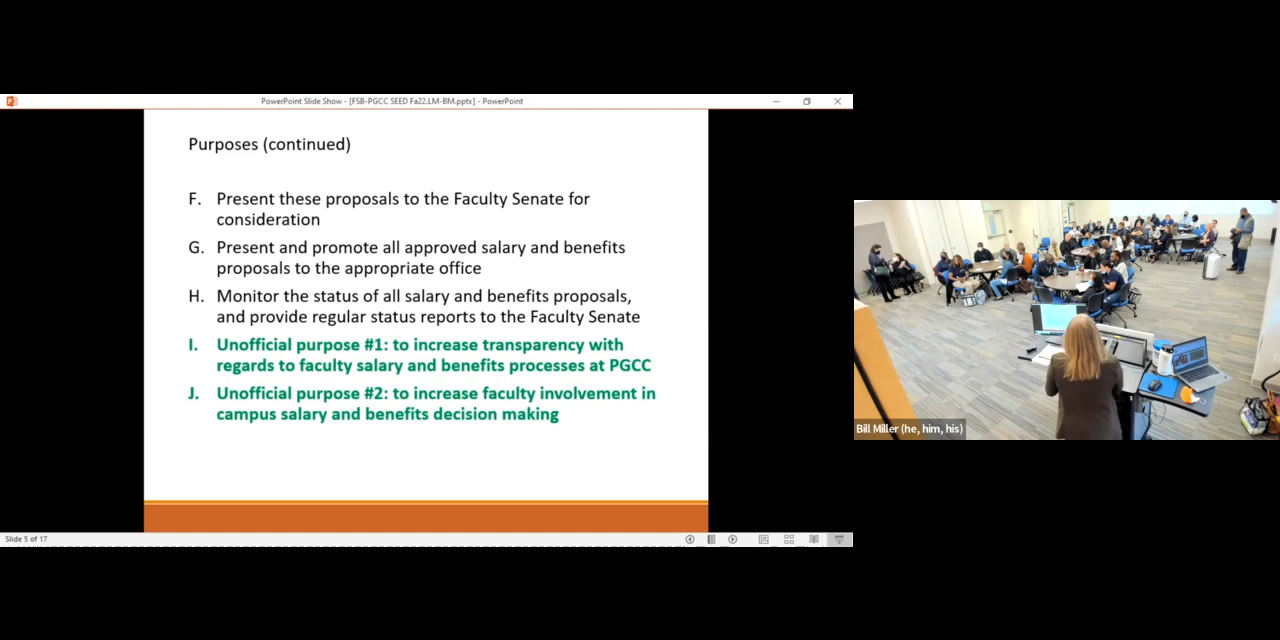 PowerPoint Slide Show - [FSB-PGCC SEED Fa22.LM-BM.pptx] - PowerPoint
Purposes (continued)
F. Present these proposals to the Faculty Senate for
consideration
G. Present and promote all approved salary and benefits
proposals to the appropriate office
H. Monitor the status of all salary and benefits proposals,
and provide regular status reports to the Faculty Senate
I. Unofficial purpose #1: to increase transparency with
regards to faculty salary and benefits processes at PGCC
J. Unofficial purpose #2: to increase faculty involvement in
campus salary and benefits decision making
Slide 5 of 17
Bill Miller (he, him, his)